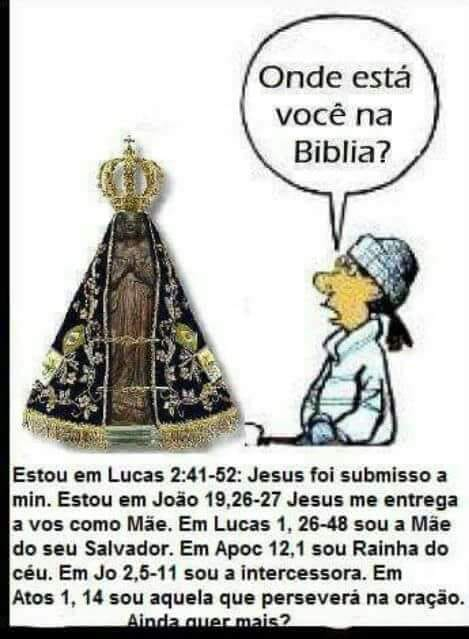 Onde está
você na
Biblia?
Estou em Lucas 2:41-52: Jesus foi submisso a
min. Estou em João 19,26-27 Jesus me entrega
a vos como Mãe. Em Lucas 1, 26-48 sou a Mãe
do seu Salvador. Em Apoc 12,1 sou Rainha do
céu. Em Jo 2,5-11 sou a intercessora. Em
Atos 1, 14 sou aquela que perseverá na oração.
Ainda quer mais?